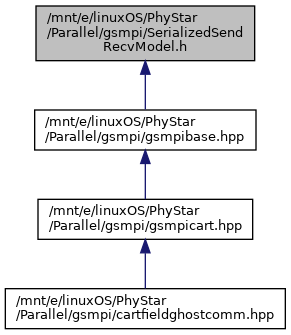 /mnt/e/linuxOS/PhyStar
/Parallel/gsmpi/SerializedSend
RecvModel.h
/mnt/e/linuxOS/PhyStar
/Parallel/gsmpi/gsmpibase.hpp
/mnt/e/linuxOS/PhyStar
/Parallel/gsmpi/gsmpicart.hpp
/mnt/e/linuxOS/PhyStar
/Parallel/gsmpi/cartfieldghostcomm.hpp